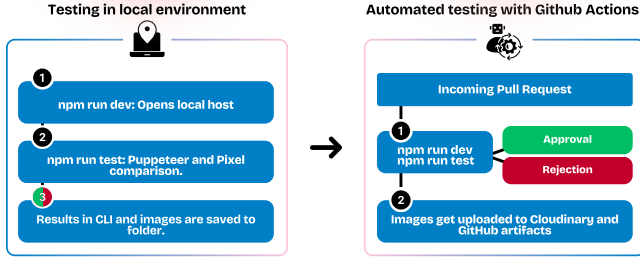 Testing in local environment
1
npm run dev: Opens local host
2
npm run test: Puppeteer and Pixel
comparison.
3
Results in CLI and images are saved to
folder.
Automated testing with Github Actions
Incoming Pull Request
1
npm run dev
npm run test
Approval
Rejection
2
Images get uploaded to Cloudinary and
GitHub artifacts